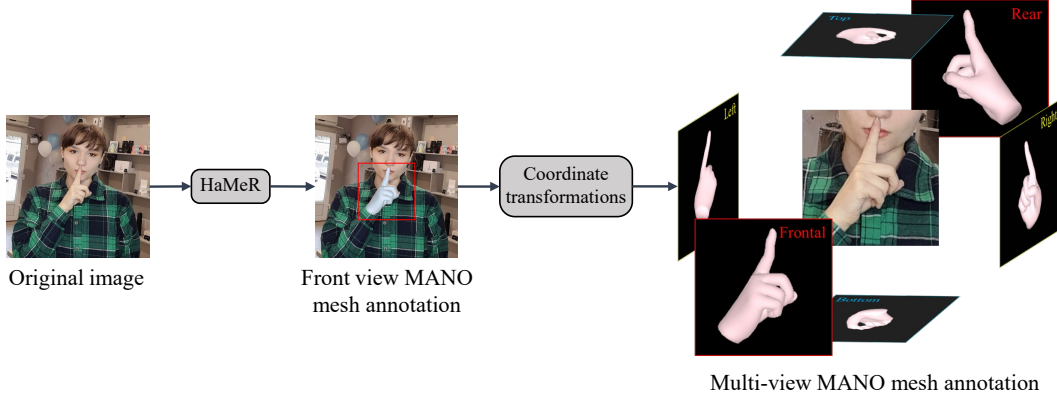 Original image
HaMeR
Front view MANO
mesh annotation
Coordinate
transformations
Top
Rear
Left
Right
Frontal
Bottom
Multi-view MANO mesh annotation